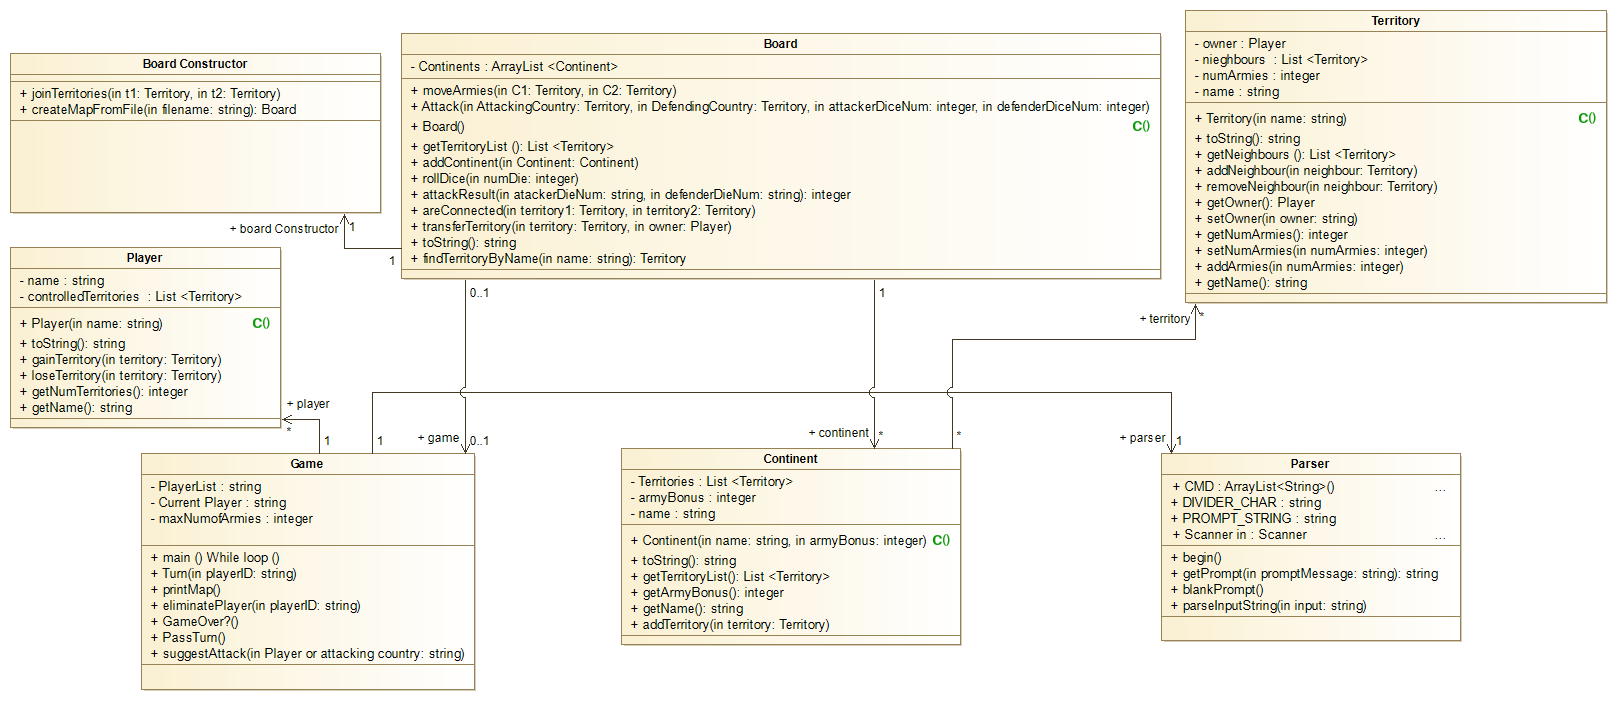 Board Constructor
+ joinTerritories(in t1: Territory, in t2: Territory)
+ createMapFromFile(in filename: string): Board
Board
- Continents : ArrayList <Continent>
+ moveArmies(in C1: Territory, in C2: Territory)
+ Attack(in AttackingCountry: Territory, in DefendingCountry: Territory, in attackerDiceNum: integer, in defenderDiceNum: integer)
+ Board() C()
+ getTerritoryList (): List <Territory>
+ addContinent(in Continent: Continent)
+ rollDice(in numDie: integer)
+ attackResult(in atackerDieNum: string, in defenderDieNum: string): integer
+ areConnected(in territory1: Territory, in territory2: Territory)
+ transferTerritory(in territory: Territory, in owner: Player)
+ toString(): string
+ findTerritoryByName(in name: string): Territory
Territory
- owner : Player
- nieghbours : List <Territory>
- numArmies : integer
- name : string
+ Territory(in name: string) C()
+ toString(): string
+ getNeighbours (): List <Territory>
+ addNeighbour(in neighbour: Territory)
+ removeNeighbour(in neighbour: Territory)
+ getOwner(): Player
+ setOwner(in owner: string)
+ getNumArmies(): integer
+ setNumArmies(in numArmies: integer)
+ addArmies(in numArmies: integer)
+ getName(): string
+ board Constructor 1
1
Player
- name : string
- controlledTerritories : List <Territory>
+ Player(in name: string) C()
+ toString(): string
+ gainTerritory(in territory: Territory)
+ loseTerritory(in territory: Territory)
+ getNumTerritories(): integer
+ getName(): string
0..1
1
+ territory *
+ player
*
1
1
+ game 0..1
+ continent *
*
+ parser 1
Game
- PlayerList : string
- Current Player : string
- maxNumofArmies : integer
+ main () While loop ()
+ Turn(in playerID: string)
+ printMap()
+ eliminatePlayer(in playerID: string)
+ GameOver?()
+ PassTurn()
+ suggestAttack(in Player or attacking country: string)
Continent
- Territories : List <Territory>
- armyBonus : integer
- name : string
+ Continent(in name: string, in armyBonus: integer) C()
+ toString(): string
+ getTerritoryList(): List <Territory>
+ getArmyBonus(): integer
+ getName(): string
+ addTerritory(in territory: Territory)
Parser
+ CMD : ArrayList<String>() ...
+ DIVIDER_CHAR : string
+ PROMPT_STRING : string
+ Scanner in : Scanner ...
+ begin()
+ getPrompt(in promptMessage: string): string
+ blankPrompt()
+ parseInputString(in input: string)